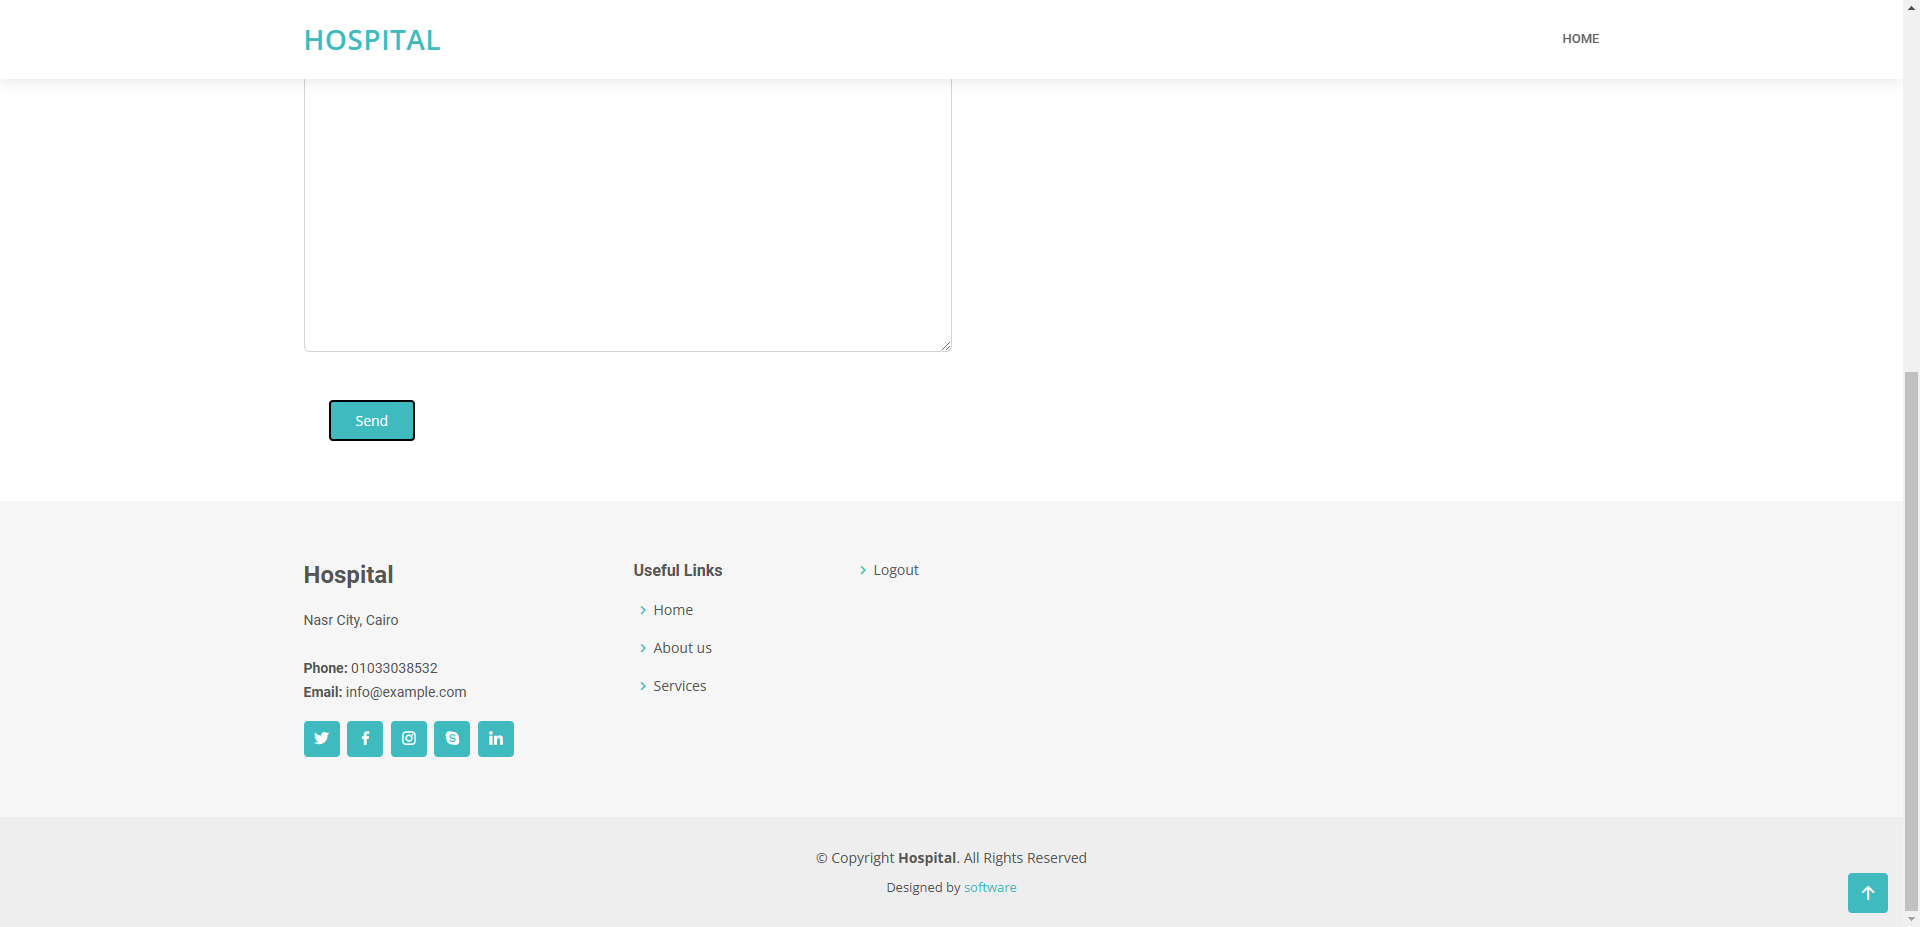 HOSPITAL
HOME
Send
Hospital
Nasr City, Cairo
Phone: 01033038532
Email: info@example.com
Useful Links
Home
About us
Services
Logout
© Copyright Hospital. All Rights Reserved
Designed by software